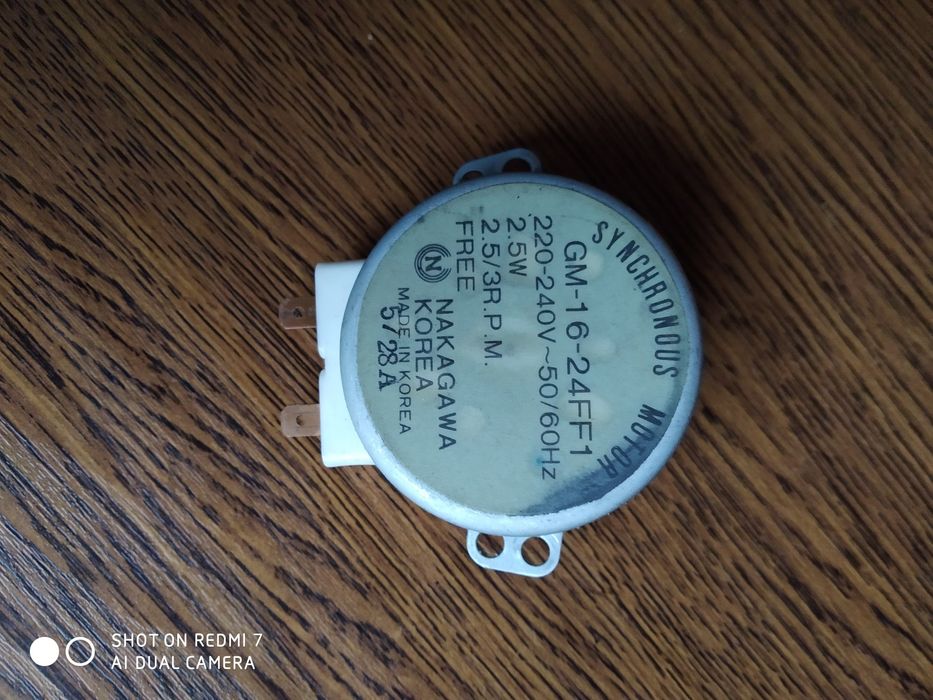 SYNCHRONOUS MOTOR
GM-16-24FF1
220-240V~50/60Hz
2.5W
2.5/3R.P.M.
FREE
N NAKAGAWA
KOREA
MADE IN KOREA
5/28A
SHOT ON REDMI 7
AI DUAL CAMERA